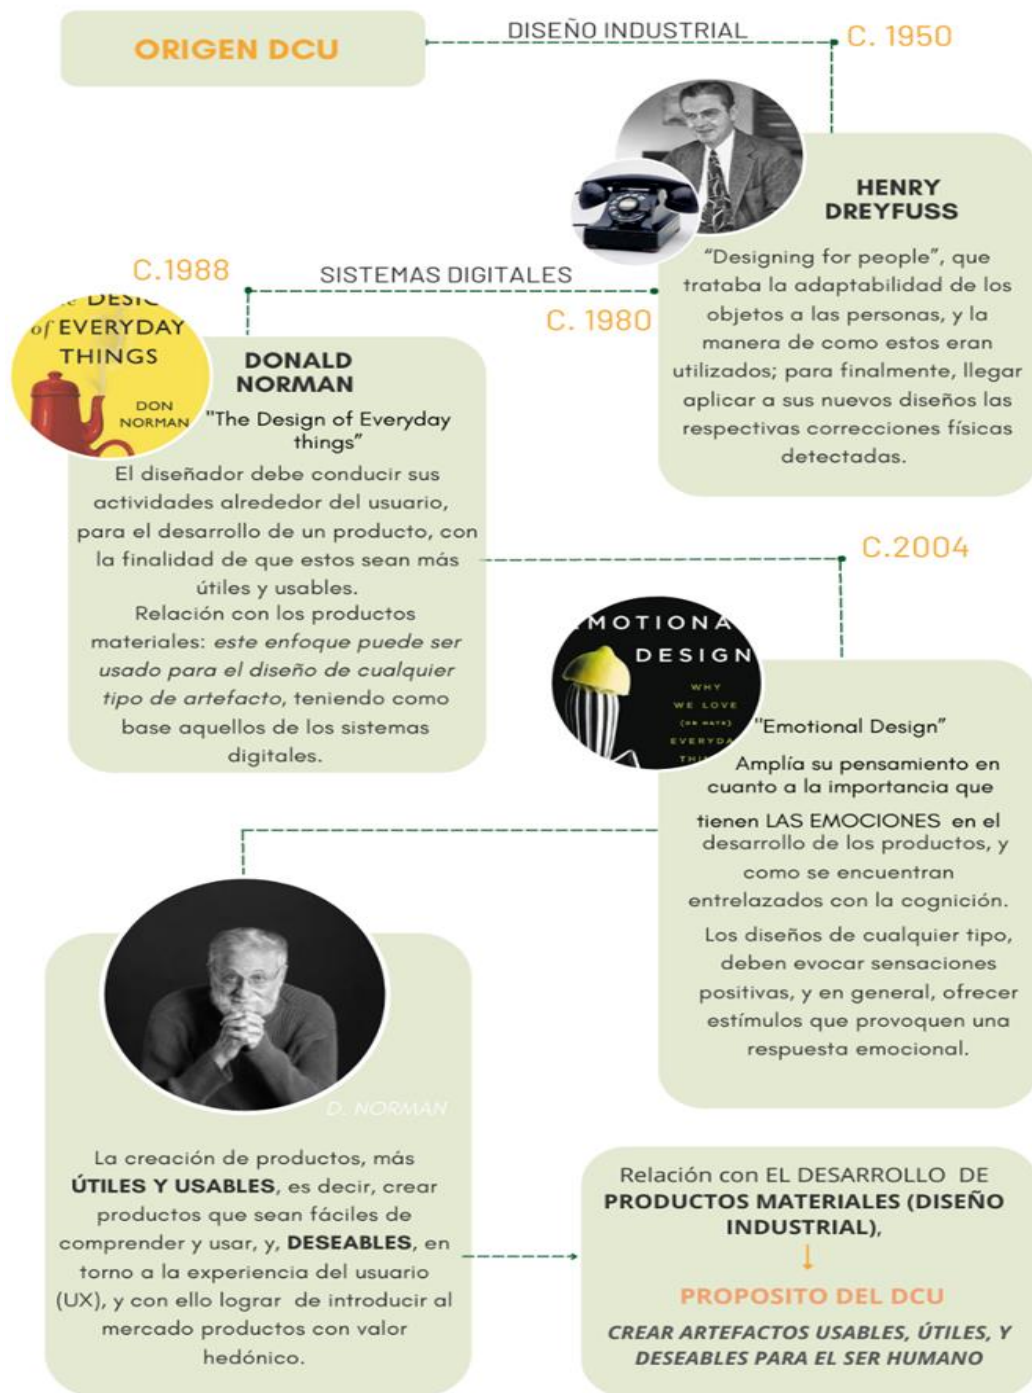 ORIGEN DCU
DISEÑO INDUSTRIAL
C. 1950
HENRY
DREYFUSS
“Designing for people”, que
trataba la adaptabilidad de los
objetos a las personas, y la
manera de como estos eran
utilizados; para finalmente, llegar
aplicar a sus nuevos diseños las
respectivas correcciones físicas
detectadas.
C. 1980
SISTEMAS DIGITALES
C.1988
of EVERYDAY
THINGS
DON
NORMAN
DONALD
NORMAN
"The Design of Everyday
things”
El diseñador debe conducir sus
actividades alrededor del usuario,
para el desarrollo de un producto, con
la finalidad de que estos sean más
útiles y usables.
Relación con los productos
materiales: este enfoque puede ser
usado para el diseño de cualquier
tipo de artefacto, teniendo como
base aquellos de los sistemas
digitales.
C.2004
DESIGN
WHY
WE LOVE
(OR HATE)
"Emotional Design”
Amplía su pensamiento en
cuanto a la importancia que
tienen LAS EMOCIONES en el
desarrollo de los productos, y
como se encuentran
entrelazados con la cognición.
Los diseños de cualquier tipo,
deben evocar sensaciones
positivas, y en general, ofrecer
estímulos que provoquen una
respuesta emocional.
D. NORMAN
La creación de productos, más
ÚTILES Y USABLES, es decir, crear
productos que sean fáciles de
comprender y usar, y, DESEABLES, en
torno a la experiencia del usuario
(UX), y con ello lograr de introducir al
mercado productos con valor
hedónico.
Relación con EL DESARROLLO DE
PRODUCTOS MATERIALES (DISEÑO
INDUSTRIAL),
PROPOSITO DEL DCU
CREAR ARTEFACTOS USABLES, ÚTILES, Y
DESEABLES PARA EL SER HUMANO